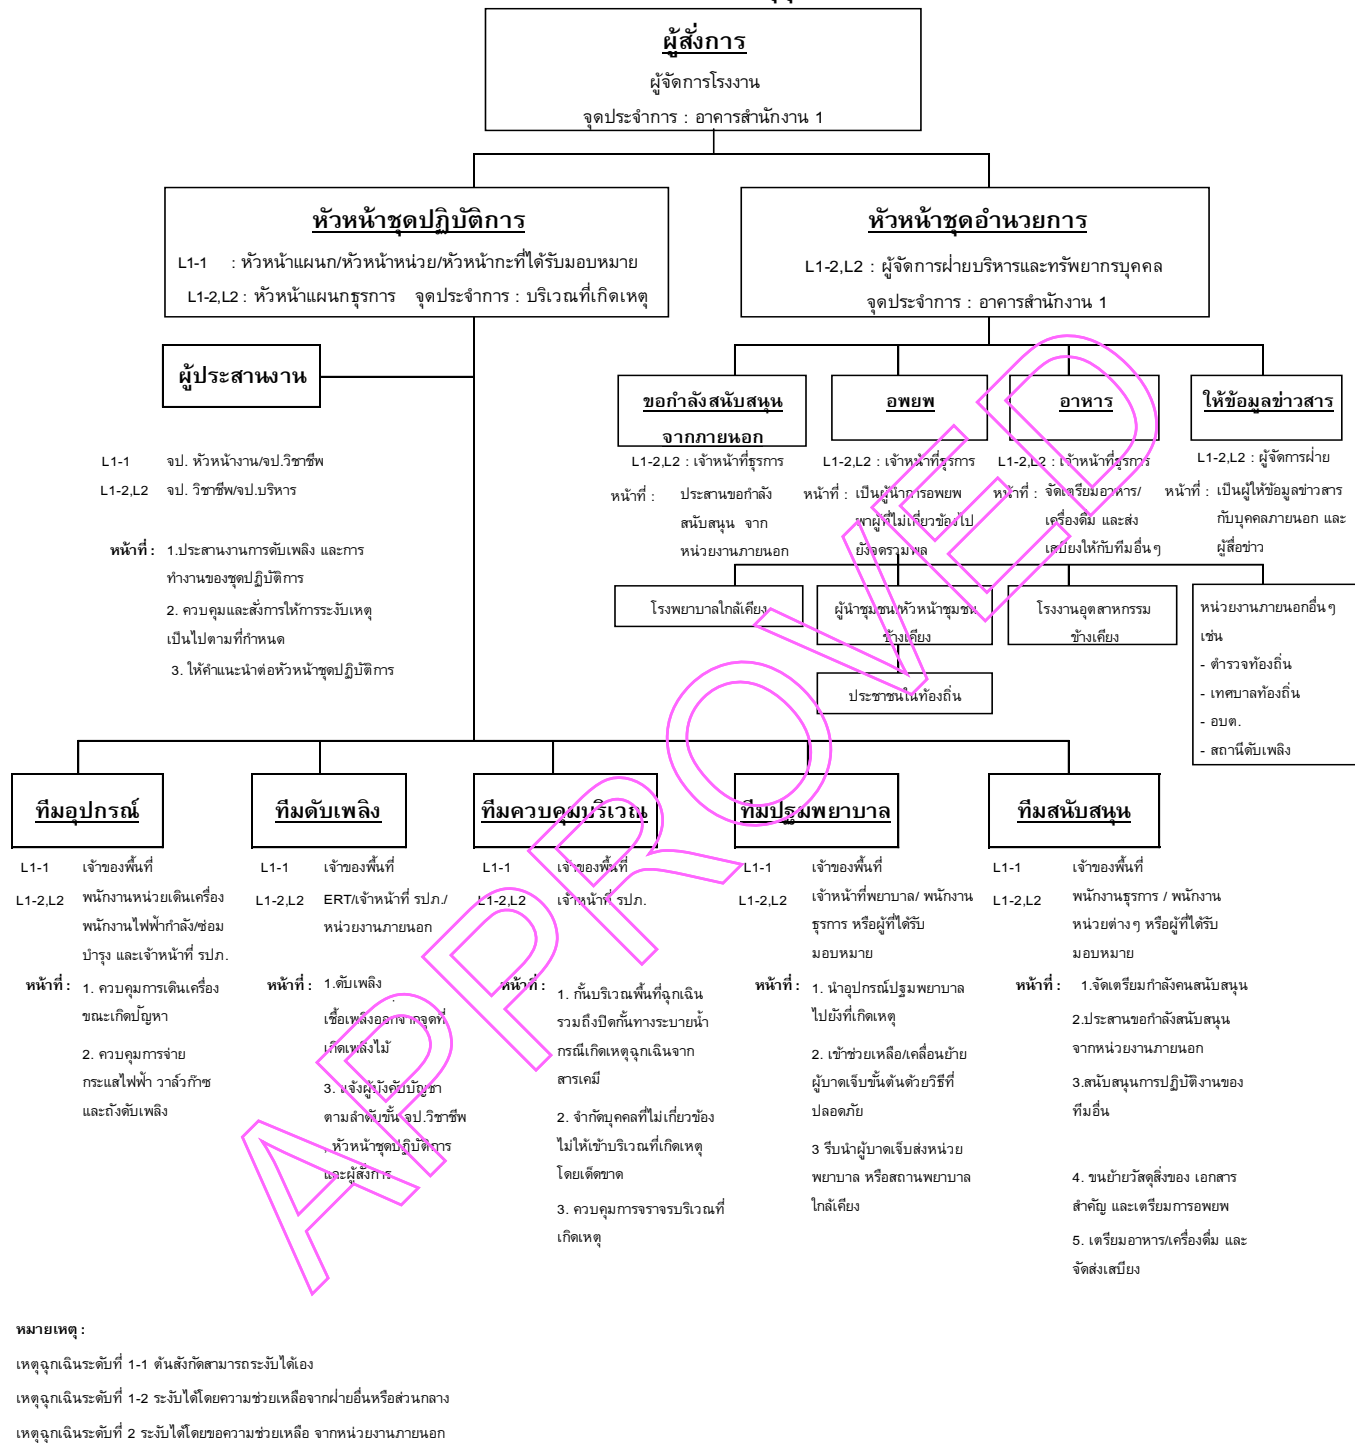 ผู้สั่งการ
ผู้จัดการโรงงาน
จุดประจำการ : อาคารสำนักงาน 1
หัวหน้าชุดปฏิบัติการ
L1-1 : หัวหน้าแผนก/หัวหน้าหน่วย/หัวหน้ากะที่ได้รับมอบหมาย
L1-2,L2 : หัวหน้าแผนกธุรการ จุดประจำการ : บริเวณที่เกิดเหตุ
หัวหน้าชุดอำนวยการ
L1-2,L2 : ผู้จัดการฝ่ายบริหารและทรัพยากรบุคคล
จุดประจำการ : อาคารสำนักงาน 1
ผู้ประสานงาน
L1-1 จป. หัวหน้างาน/จป.วิชาชีพ
L1-2,L2 จป. วิชาชีพ/จป.บริหาร
หน้าที่ : 1.ประสานงานการดับเพลิง และการ
ทำงานของชุดปฏิบัติการ
2. ควบคุมและสั่งการให้การระงับเหตุ
เป็นไปตามที่กำหนด
3. ให้คำแนะนำต่อหัวหน้าชุดปฏิบัติการ
ขอกำลังสนับสนุน
จากภายนอก
L1-2,L2 : เจ้าหน้าที่ธุรการ
หน้าที่ : ประสานขอกำลัง
สนับสนุน จาก
หน่วยงานภายนอก
อพยพ
L1-2,L2 : เจ้าหน้าที่ธุรการ
หน้าที่ : เป็นผู้นำการอพยพ
พาผู้ที่ไม่เกี่ยวข้องไป
ยังจุดรวมพล
อาหาร
L1-2,L2 : เจ้าหน้าที่ธุรการ
หน้าที่ : จัดเตรียมอาหาร/
เครื่องดื่ม และส่ง
เสบียงให้กับทีมอื่นๆ
ให้ข้อมูลข่าวสาร
L1-2,L2 : ผู้จัดการฝ่าย
หน้าที่ : เป็นผู้ให้ข้อมูลข่าวสาร
กับบุคคลภายนอก และ
ผู้สื่อข่าว
โรงพยาบาลใกล้เคียง
ผู้นำชุมชน/หัวหน้าชุมชน
ข้างเคียง
ประชาชนในท้องถิ่น
โรงงานอุตสาหกรรม
ข้างเคียง
หน่วยงานภายนอกอื่นๆ
เช่น
- ตำรวจท้องถิ่น
- เทศบาลท้องถิ่น
- อบต.
- สถานีดับเพลิง
ทีมอุปกรณ์
L1-1 เจ้าของพื้นที่
L1-2,L2 พนักงานหน่วยเดินเครื่อง
พนักงานไฟฟ้ากำลัง/ซ่อม
บำรุง และเจ้าหน้าที่ รปภ.
หน้าที่ : 1. ควบคุมการเดินเครื่อง
ขณะเกิดปัญหา
2. ควบคุมการจ่าย
กระแสไฟฟ้า วาล์วก๊าซ
และถังดับเพลิง
ทีมดับเพลิง
L1-1 เจ้าของพื้นที่
L1-2,L2 ERT/เจ้าหน้าที่ รปภ./
หน่วยงานภายนอก
หน้าที่ : 1.ดับเพลิง
เชื้อเพลิงออกจากจุดที่
เกิดเพลิงไม้
3. แจ้งผู้บังคับบัญชา
ตามลำดับขั้น จป.วิชาชีพ
, หัวหน้าชุดปฏิบัติการ
และผู้สั่งการ
ทีมควบคุมบริเวณ
L1-1 เจ้าของพื้นที่
L1-2,L2 เจ้าหน้าที่ รปภ.
หน้าที่ : 1. กั้นบริเวณพื้นที่ฉุกเฉิน
รวมถึงปิดกั้นทางระบายน้ำ
กรณีเกิดเหตุฉุกเฉินจาก
สารเคมี
2. จำกัดบุคคลที่ไม่เกี่ยวข้อง
ไม่ให้เข้าบริเวณที่เกิดเหตุ
โดยเด็ดขาด
3. ควบคุมการจราจรบริเวณที่
เกิดเหตุ
ทีมปฐมพยาบาล
L1-1 เจ้าของพื้นที่
L1-2,L2 เจ้าหน้าที่พยาบาล/ พนักงาน
ธุรการ หรือผู้ที่ได้รับ
มอบหมาย
หน้าที่ : 1. นำอุปกรณ์ปฐมพยาบาล
ไปยังที่เกิดเหตุ
2. เข้าช่วยเหลือ/เคลื่อนย้าย
ผู้บาดเจ็บขั้นต้นด้วยวิธีที่
ปลอดภัย
3 รีบนำผู้บาดเจ็บส่งหน่วย
พยาบาล หรือสถานพยาบาล
ใกล้เคียง
ทีมสนับสนุน
L1-1 เจ้าของพื้นที่
L1-2,L2 พนักงานธุรการ / พนักงาน
หน่วยต่างๆ หรือผู้ที่ได้รับ
มอบหมาย
หน้าที่ : 1.จัดเตรียมกำลังคนสนับสนุน
2.ประสานขอกำลังสนับสนุน
จากหน่วยงานภายนอก
3.สนับสนุนการปฏิบัติงานของ
ทีมอื่น
4. ขนย้ายวัสดุสิ่งของ เอกสาร
สำคัญ และเตรียมการอพยพ
5. เตรียมอาหาร/เครื่องดื่ม และ
จัดส่งเสบียง
APPROVED
หมายเหตุ :
เหตุฉุกเฉินระดับที่ 1-1 ต้นสังกัดสามารถระงับได้เอง
เหตุฉุกเฉินระดับที่ 1-2 ระงับได้โดยความช่วยเหลือจากฝ่ายอื่นหรือส่วนกลาง
เหตุฉุกเฉินระดับที่ 2 ระงับได้โดยขอความช่วยเหลือ จากหน่วยงานภายนอก